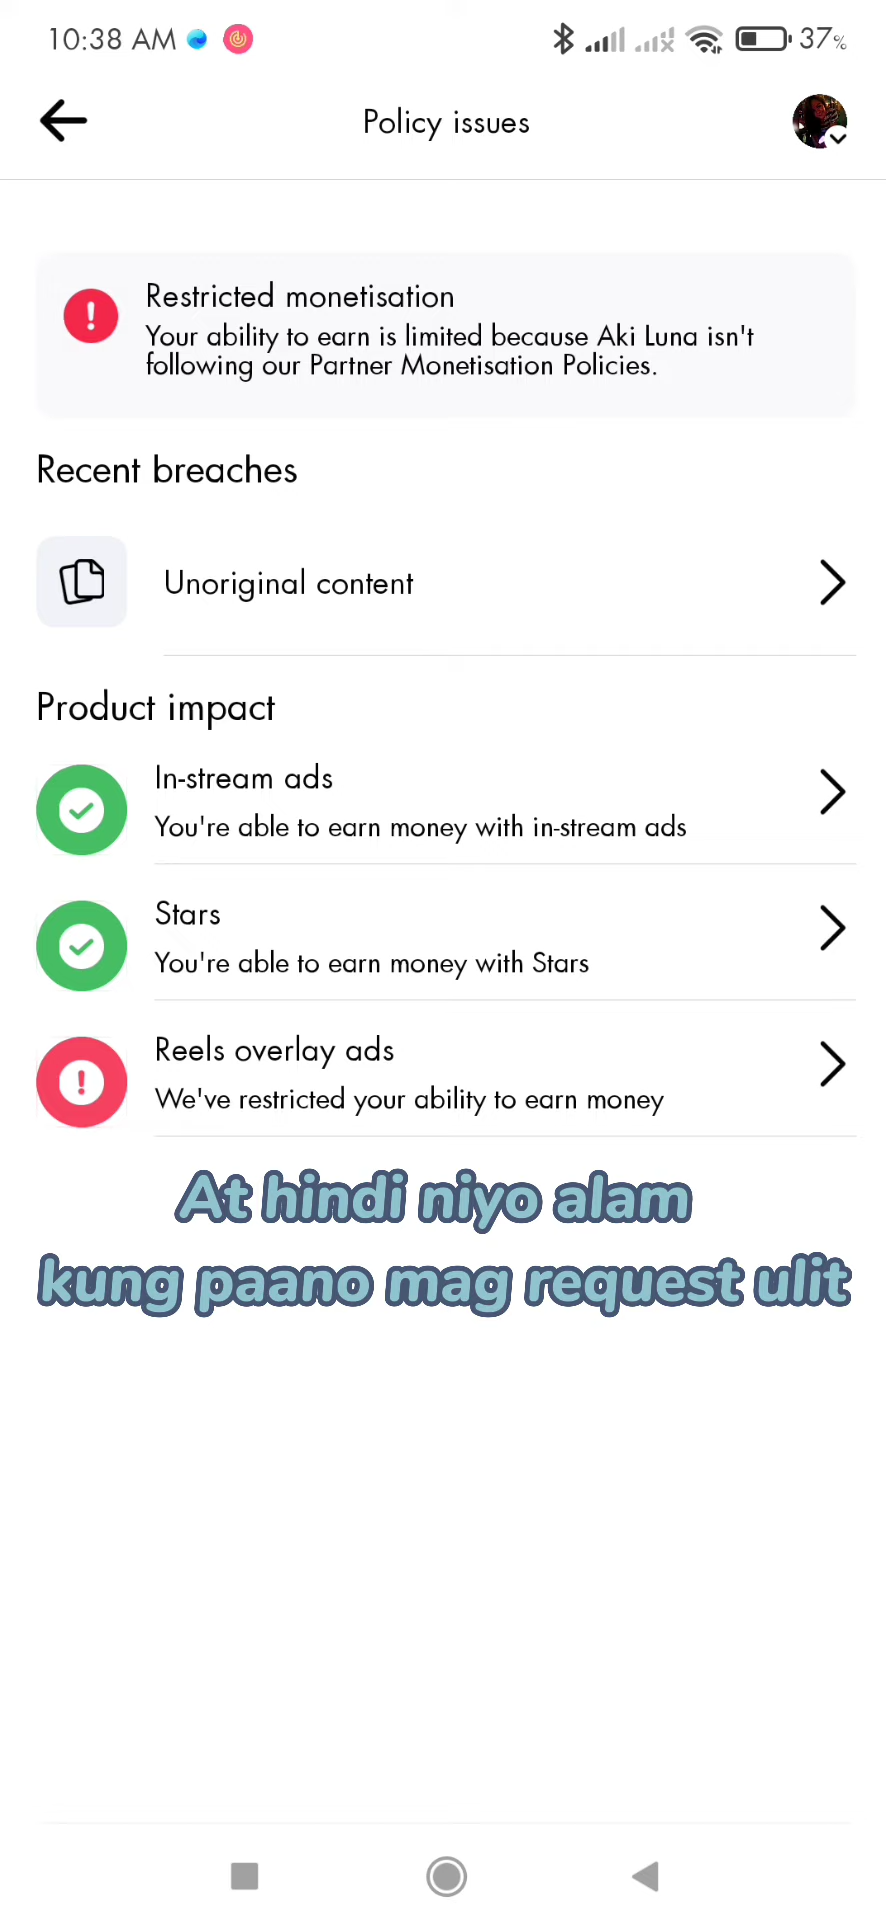 10:38 AM
37%
Policy issues
Restricted monetisation
Your ability to earn is limited because Aki Luna isn't
following our Partner Monetisation Policies.
Recent breaches
Unoriginal content
Product impact
In-stream ads
You're able to earn money with in-stream ads
Stars
You're able to earn money with Stars
Reels overlay ads
We've restricted your ability to earn money
At hindi niyo alam
kung paano mag request ulit